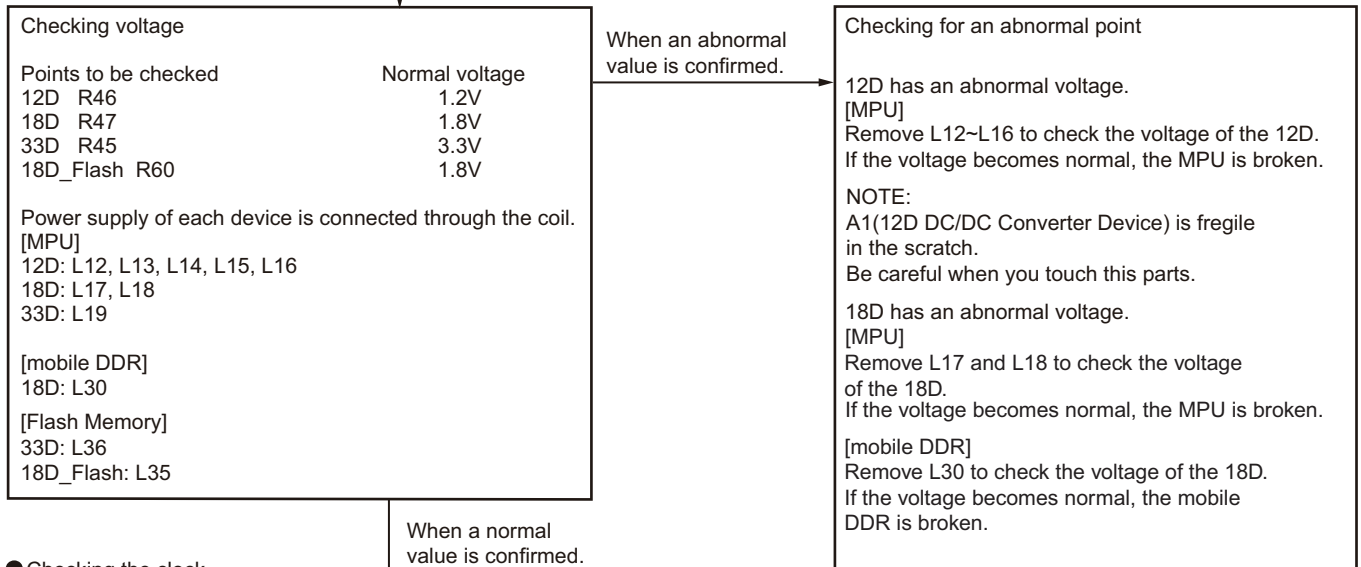 Checking voltage
Points to be checked Normal voltage
12D R46 1.2V
18D R47 1.8V
33D R45 3.3V
18D_Flash R60 1.8V
Power supply of each device is connected through the coil.
[MPU]
12D: L12, L13, L14, L15, L16
18D: L17, L18
33D: L19
[mobile DDR]
18D: L30
[Flash Memory]
33D: L36
18D_Flash: L35
When an abnormal
value is confirmed.
Checking for an abnormal point
12D has an abnormal voltage.
[MPU]
Remove L12~L16 to check the voltage of the 12D.
If the voltage becomes normal, the MPU is broken.
NOTE:
A1(12D DC/DC Converter Device) is fregile
in the scratch.
Be careful when you touch this parts.
18D has an abnormal voltage.
[MPU]
Remove L17 and L18 to check the voltage
of the 18D.
If the voltage becomes normal, the MPU is broken.
[mobile DDR]
Remove L30 to check the voltage of the 18D.
If the voltage becomes normal, the mobile
DDR is broken.
When a normal
value is confirmed.
●Checking the clock